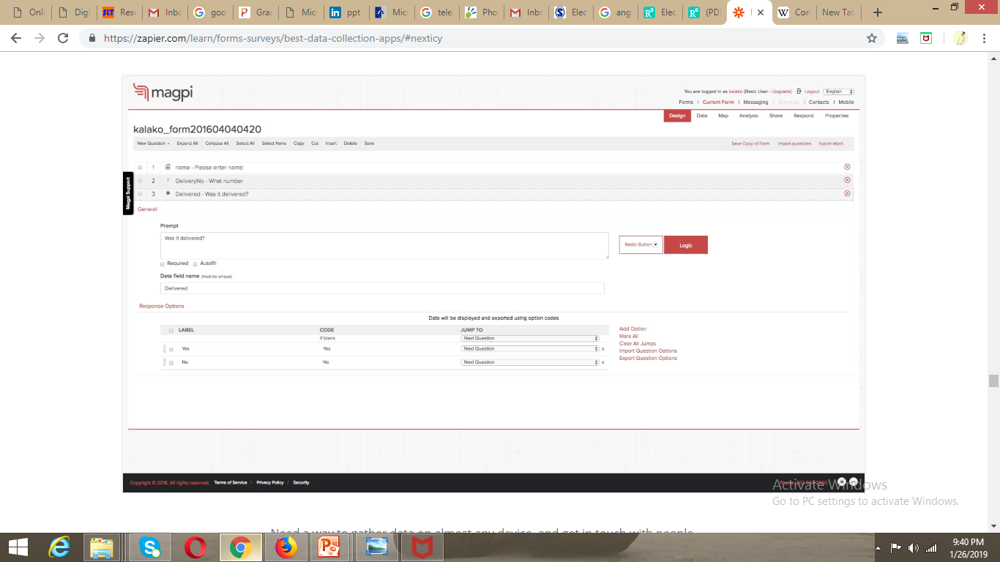 Onli Digi SLT Rese Inbo goo P Grac Micr in ppt Micr tele Pho Inbo S Elec ang R Elec R (PD I W Con New Tab
https://zapier.com/learn/forms-surveys/best-data-collection-apps/#nexticy
magpi
You are logged in as kalako (Basic User - Upgrade) Logout English
Forms | Current Form | Messaging | Schedule | Contacts | Mobile
Design Data Map Analysis Share Respond Properties
kalako_form201604040420
New Question Expand All Collapse All Select All Select None Copy Cut Insert Delete Save Save Copy of Form Import questions Export Word
1 name - Please enter name:
2 DeliveryNo - What number
3 Delivered - Was it delivered?
Magpi Support
General
Prompt
Was it delivered?
Radio Button Logic
Required Autofill
Data field name (must be unique)
Delivered
Response Options
Data will be displayed and exported using option codes
LABEL CODE JUMP TO
If blank Next Question
Yes Yes Next Question x
No No Next Question x
Add Option
Mark All
Clear All Jumps
Import Question Options
Export Question Options
Copyright © 2016. All rights reserved. Terms of Service / Privacy Policy / Security
Activate Windows
Go to PC settings to activate Windows.
Need a way to gather data on almost any device, and get in touch with people
9:40 PM
1/26/2019